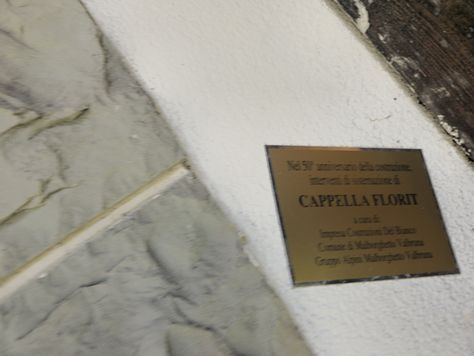 Nel 50° anniversario della costruzione,
interventi di sistemazione di
CAPPELLA FLORIT
a cura di
Impresa Costruzioni Del Bianco
Comune di Malborghetto Valbruna
Gruppo Alpini Malborghetto Valbruna